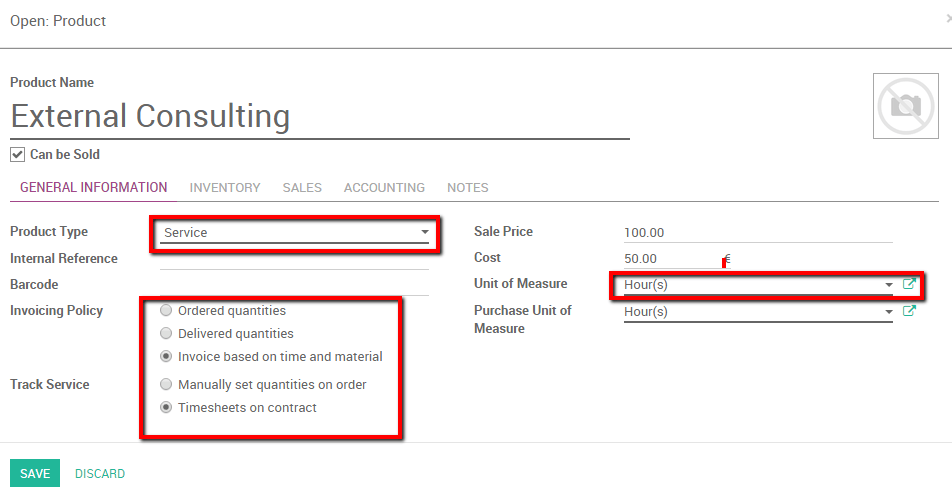 Open: Product
×
Product Name
External Consulting
Can be Sold
GENERAL INFORMATION INVENTORY SALES ACCOUNTING NOTES
Product Type Service
Internal Reference
Barcode
Invoicing Policy Ordered quantities
Delivered quantities
Invoice based on time and material
Track Service Manually set quantities on order
Timesheets on contract
Sale Price 100.00
Cost 50.00 €
Unit of Measure Hour(s)
Purchase Unit of Hour(s)
Measure
SAVE DISCARD